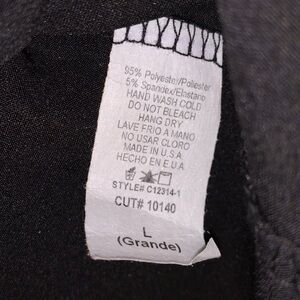 95% Polyester/Poliester
5% Spandex/Elastano
HAND WASH COLD
DO NOT BLEACH
HANG DRY
LAVE FRIO A MANO
NO USAR CLORO
MADE IN U.S.A
HECHO EN E.U.A
STYLE# C12314-1
CUT# 10140
L
(Grande)